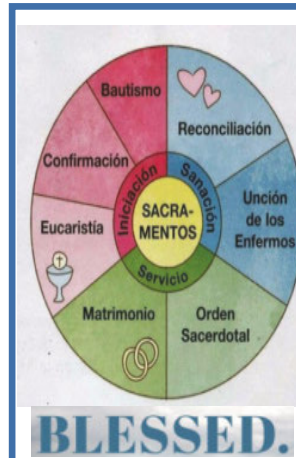 Bautismo
Confirmación
Eucaristía
Reconciliación
Unción
de los
Enfermos
Matrimonio
Orden
Sacerdotal
Iniciación
Sanación
Servicio
SACRA-
MENTOS
BLESSED.